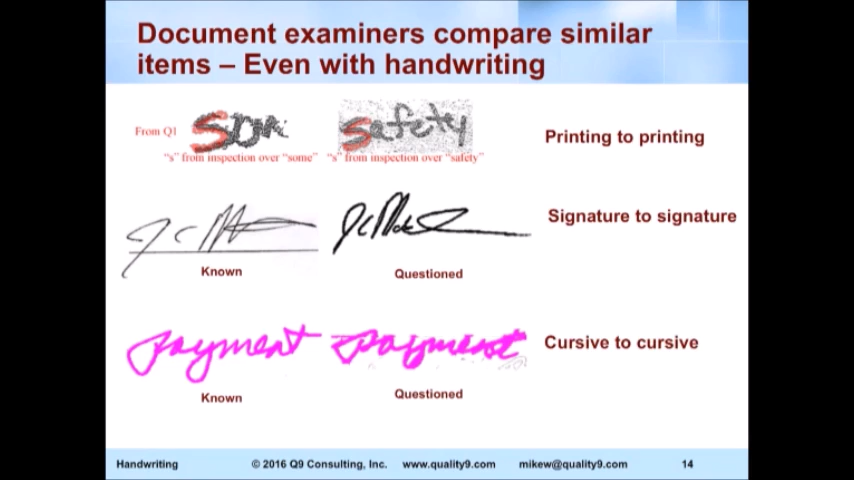 Document examiners compare similar
items – Even with handwriting
From Q1
Some
Safety
"s" from inspection over "some"
"s" from inspection over "safety"
Printing to printing
Signature to signature
Known
Questioned
payment
payment
Cursive to cursive
Known
Questioned
Handwriting
© 2016 Q9 Consulting, Inc.
www.quality9.com
mikew@quality9.com
14